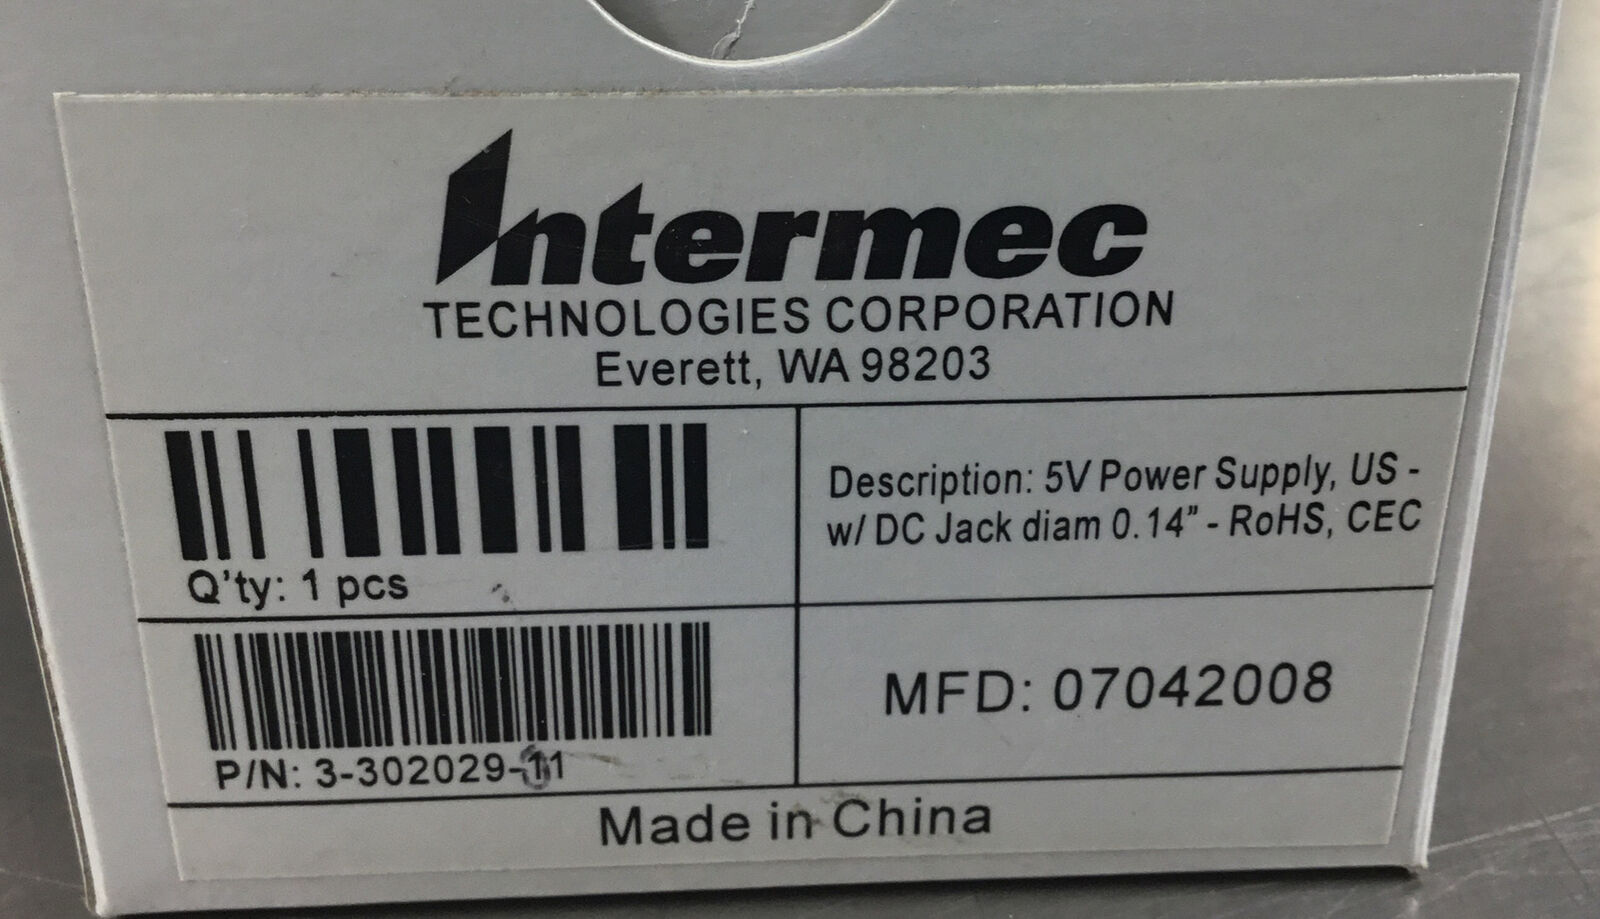 Intermec
TECHNOLOGIES CORPORATION
Everett, WA 98203
Q'ty: 1 pcs
Description: 5V Power Supply, US -
w/ DC Jack diam 0.14" - RoHS, CEC
P/N: 3-302029-11
MFD: 07042008
Made in China